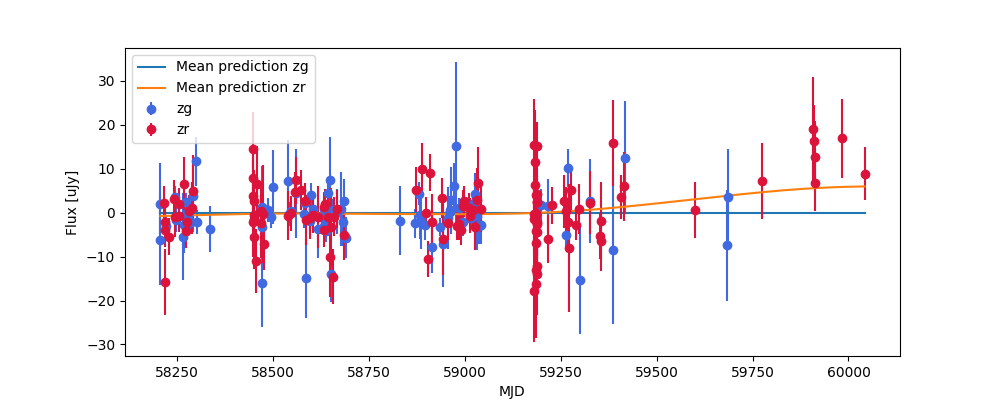 Mean prediction zg
Mean prediction zr
zg
zr
Flux [uJy]
30
20
10
0
−10
−20
−30
58250
58500
58750
59000
59250
59500
59750
60000
MJD